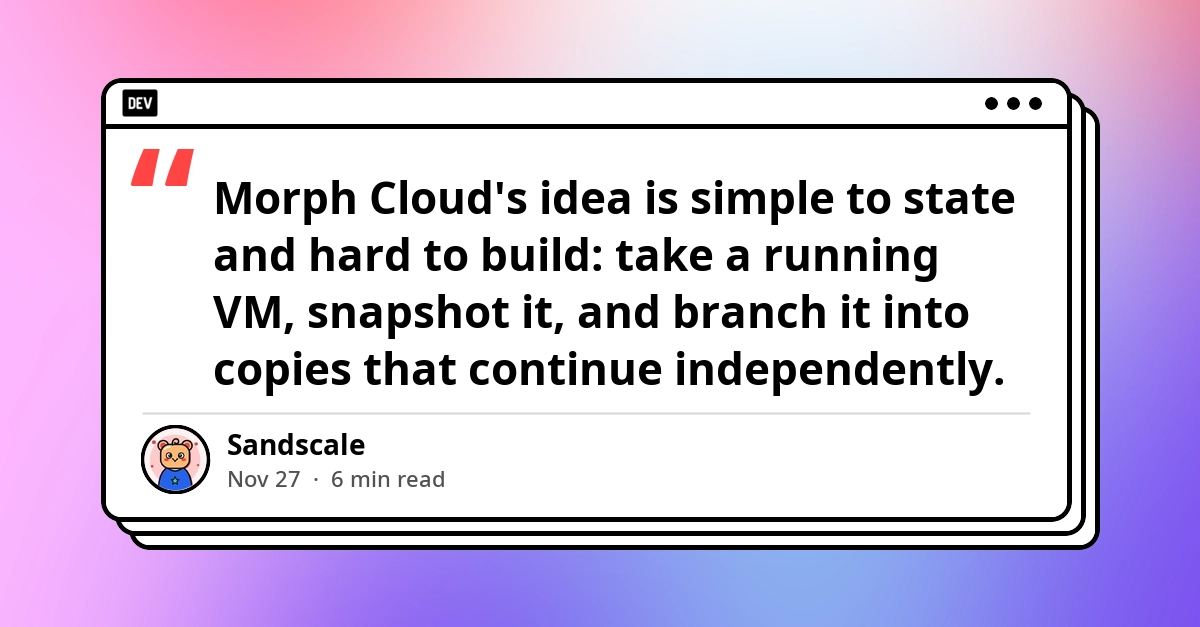 DEV
“
Morph Cloud's idea is simple to state
and hard to build: take a running
VM, snapshot it, and branch it into
copies that continue independently.
Sandscale
Nov 27 · 6 min read